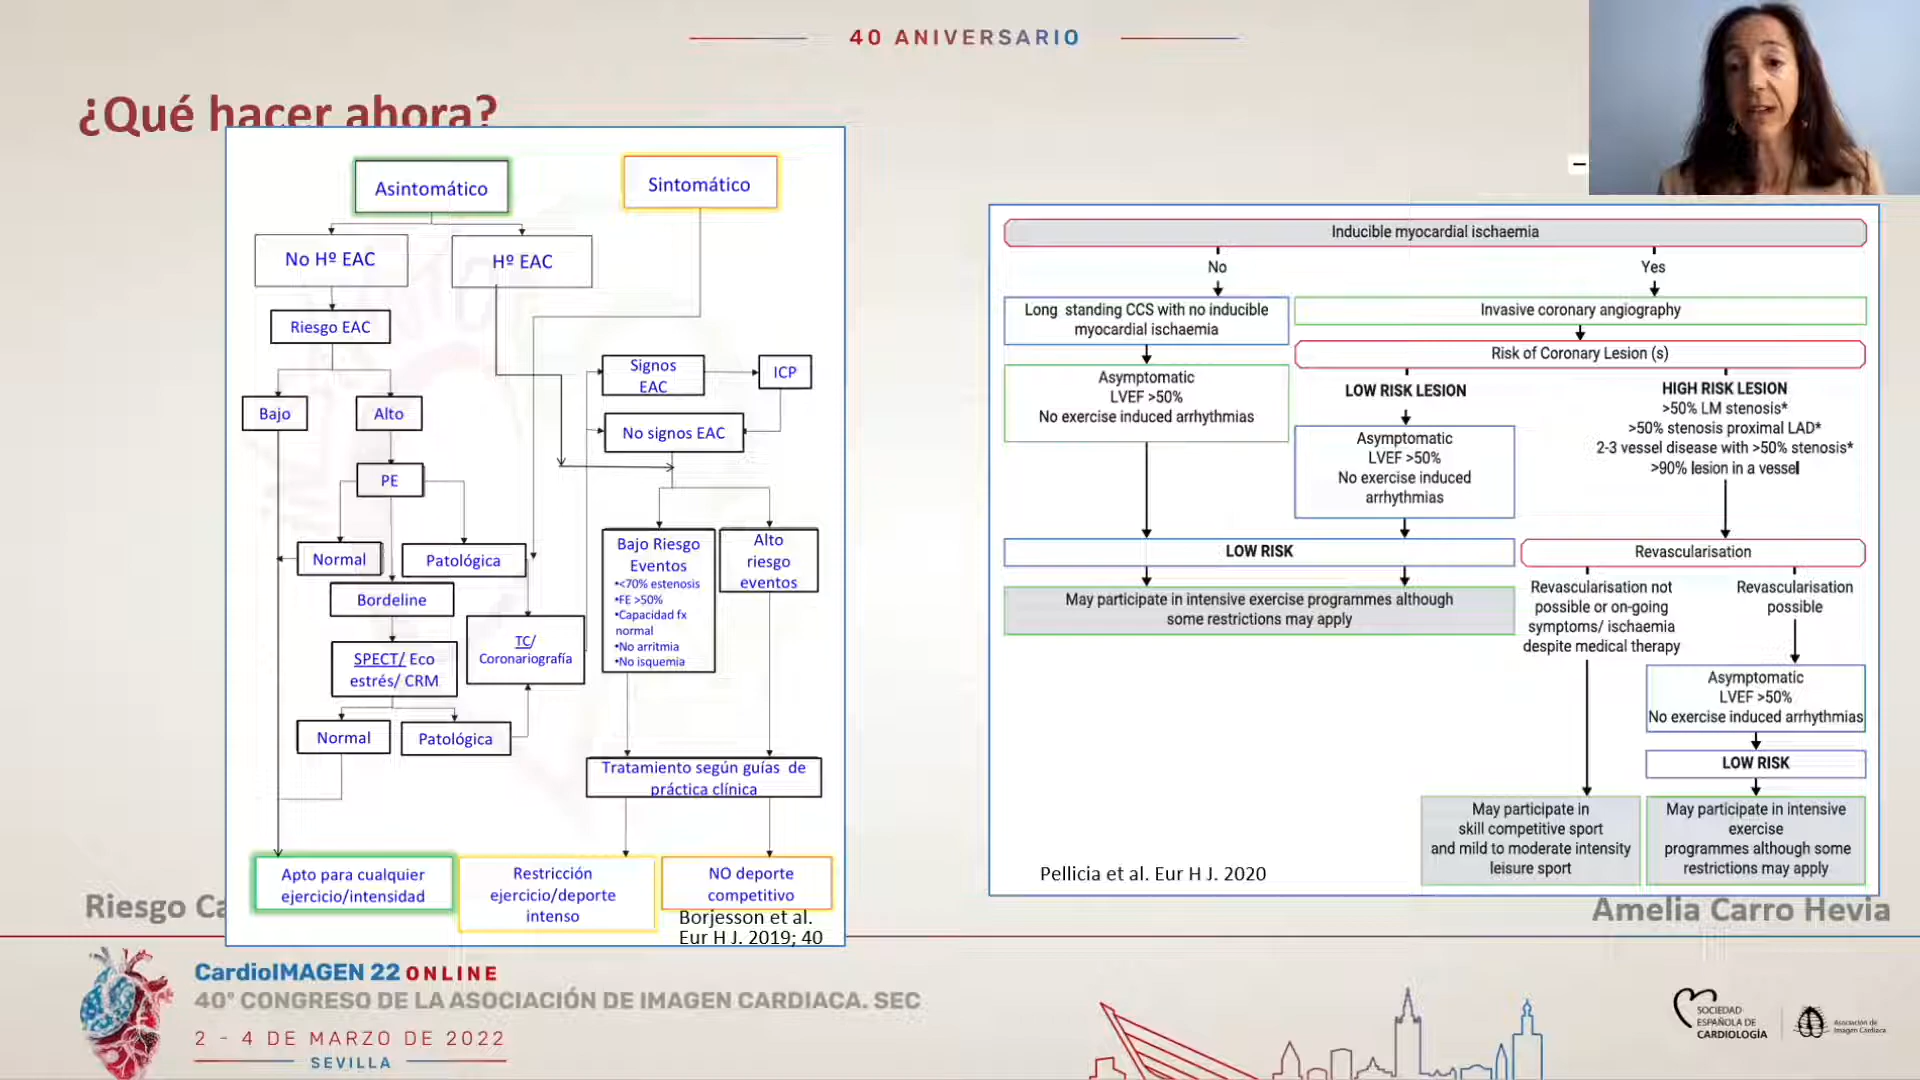 40 ANIVERSARIO
¿Qué hacer ahora?
Asintomático
Sintomático
No Hº EAC
Hº EAC
Riesgo EAC
Signos
EAC
ICP
Bajo
Alto
No signos EAC
PE
Normal
Patológica
Bordeline
Bajo Riesgo
Eventos
•<70% estenosis
•FE >50%
•Capacidad fx
normal
•No arritmia
•No isquemia
Alto
riesgo
eventos
SPECT/ Eco
estrés/ CRM
TC/
Coronariografía
Normal
Patológica
Tratamiento según guías de
práctica clínica
Apto para cualquier
ejercicio/intensidad
Restricción
ejercicio/deporte
intenso
NO deporte
competitivo
Borjesson et al.
Eur H J. 2019; 40
Inducible myocardial ischaemia
No
Yes
Long standing CCS with no inducible
myocardial ischaemia
Invasive coronary angiography
Risk of Coronary Lesion (s)
Asymptomatic
LVEF >50%
No exercise induced arrhythmias
LOW RISK LESION
Asymptomatic
LVEF >50%
No exercise induced
arrhythmias
HIGH RISK LESION
>50% LM stenosis*
>50% stenosis proximal LAD*
2-3 vessel disease with >50% stenosis*
>90% lesion in a vessel
LOW RISK
Revascularisation
May participate in intensive exercise programmes although
some restrictions may apply
Revascularisation not
possible or on-going
symptoms/ ischaemia
despite medical therapy
Revascularisation
possible
Asymptomatic
LVEF >50%
No exercise induced arrhythmias
LOW RISK
May participate in
skill competitive sport
and mild to moderate intensity
leisure sport
May participate in intensive
exercise
programmes although some
restrictions may apply
Pellicia et al. Eur H J. 2020
Riesgo Ca
Amelia Carro Hevia
CardioIMAGEN 22 ONLINE
40º CONGRESO DE LA ASOCIACIÓN DE IMAGEN CARDIACA. SEC
2 - 4 DE MARZO DE 2022
SEVILLA
SOCIEDAD
ESPAÑOLA DE
CARDIOLOGÍA
Asociación de
Imagen Cardiaca